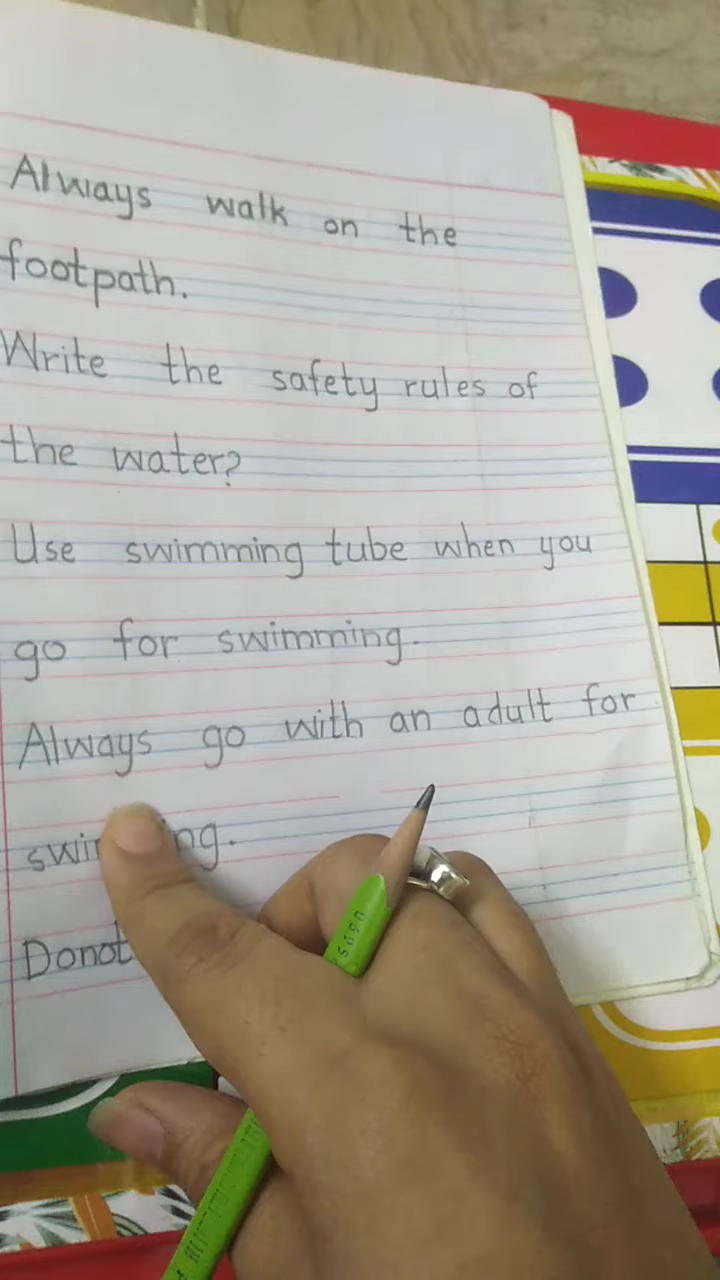 Always walk on the
footpath.
Write the safety rules of
the water?
Use swimming tube when you
go for swimming.
Always go with an adult for
Donot